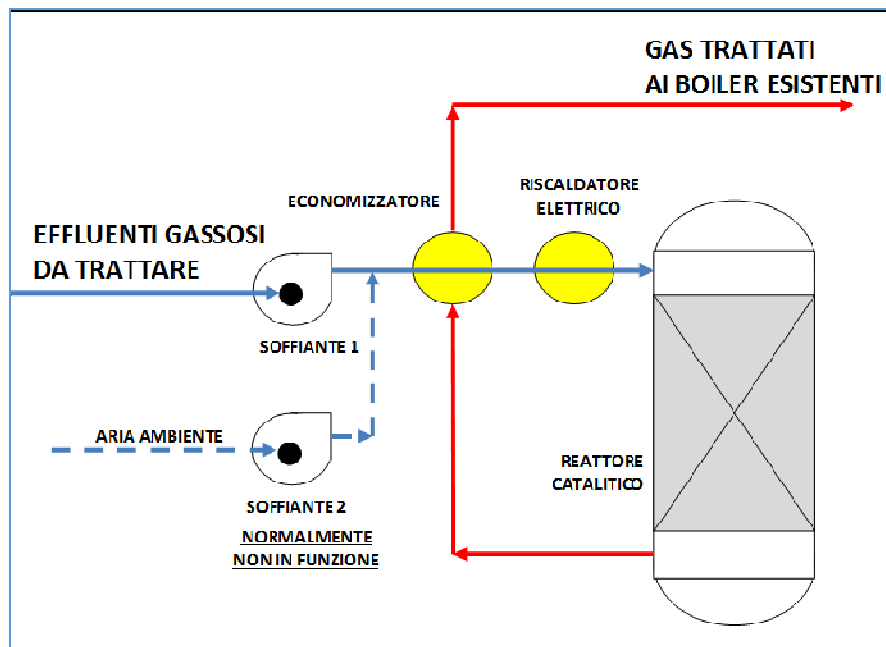 GAS TRATTATI
AI BOILER ESISTENTI
RISCALDATORE
ELETTRICO
ECONOMIZZATORE
EFFLUENTI GASSOSI
DA TRATTARE
SOFFIANTE 1
ARIA AMBIENTE
REATTORE
CATALITICO
SOFFIANTE 2
NORMALMENTE
NON IN FUNZIONE